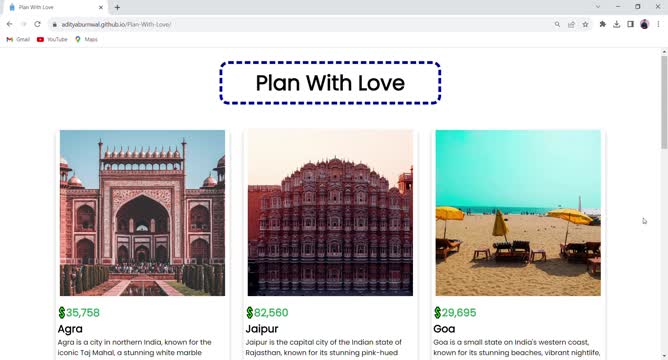 Plan With Love
adityaburnwal.github.io/Plan-With-Love/
Gmail
YouTube
Maps
Plan With Love
$35,758
Agra
Agra is a city in northern India, known for the
iconic Taj Mahal, a stunning white marble
$82,560
Jaipur
Jaipur is the capital city of the Indian state of
Rajasthan, known for its stunning pink-hued
$29,695
Goa
Goa is a small state on India's western coast,
known for its stunning beaches, vibrant nightlife,